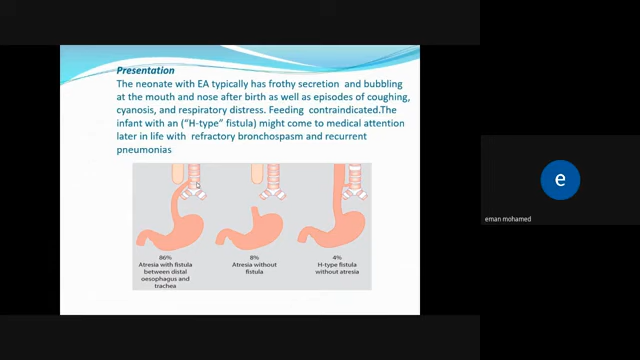 Presentation
The neonate with EA typically has frothy secretion and bubbling
at the mouth and nose after birth as well as episodes of coughing,
cyanosis, and respiratory distress. Feeding contraindicated.The
infant with an (“H-type” fistula) might come to medical attention
later in life with refractory bronchospasm and recurrent
pneumonias
86%
Atresia with fistula
between distal
oesophagus and
trachea
8%
Atresia without
fistula
4%
H-type fistula
without atresia
e
eman mohamed